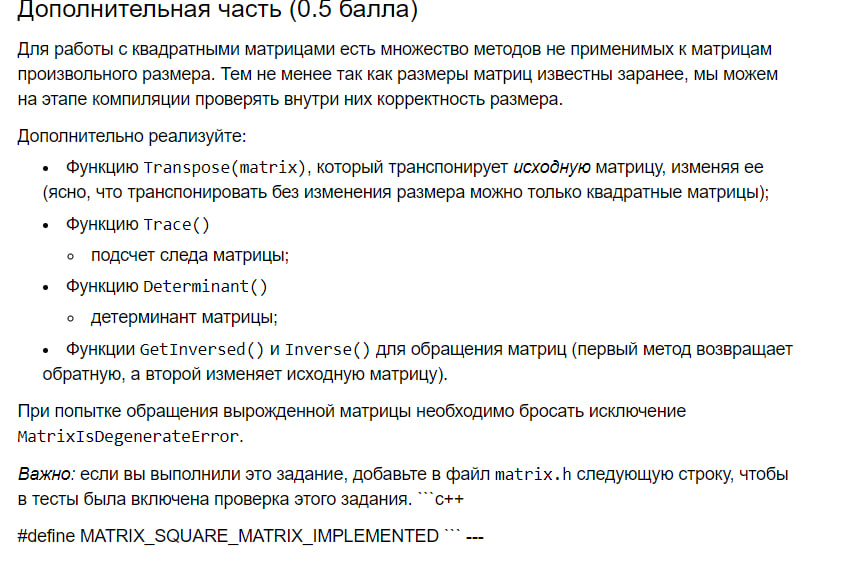 Дополнительная часть (0.5 балла)
Для работы с квадратными матрицами есть множество методов не применимых к матрицам
произвольного размера. Тем не менее так как размеры матриц известны заранее, мы можем
на этапе компиляции проверять внутри них корректность размера.
Дополнительно реализуйте:
• Функцию Transpose(matrix), который транспонирует исходную матрицу, изменяя ее
(ясно, что транспонировать без изменения размера можно только квадратные матрицы);
• Функцию Trace()
◦ подсчет следа матрицы;
• Функцию Determinant()
◦ детерминант матрицы;
• Функции GetInversed() и Inverse() для обращения матриц (первый метод возвращает
обратную, а второй изменяет исходную матрицу).
При попытке обращения вырожденной матрицы необходимо бросать исключение
MatrixIsDegenerateError.
Важно: если вы выполнили это задание, добавьте в файл matrix.h следующую строку, чтобы
в тесты была включена проверка этого задания. ```c++
#define MATRIX_SQUARE_MATRIX_IMPLEMENTED ``` ---